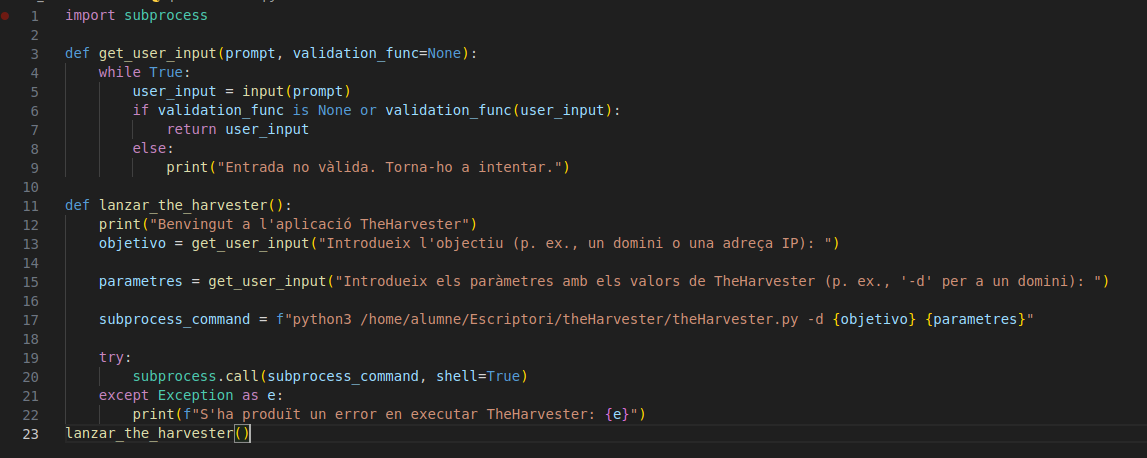 1 import subprocess
2
3 def get_user_input(prompt, validation_func=None):
4     while True:
5         user_input = input(prompt)
6         if validation_func is None or validation_func(user_input):
7             return user_input
8         else:
9             print("Entrada no vàlida. Torna-ho a intentar.")
10
11 def lanzar_the_harvester():
12     print("Benvingut a l'aplicació TheHarvester")
13     objetivo = get_user_input("Introdueix l'objectiu (p. ex., un domini o una adreça IP): ")
14
15     parametres = get_user_input("Introdueix els paràmetres amb els valors de TheHarvester (p. ex., '-d' per a un domini): ")
16
17     subprocess_command = f"python3 /home/alumne/Escriptori/theHarvester/theHarvester.py -d {objetivo} {parametres}"
18
19     try:
20         subprocess.call(subprocess_command, shell=True)
21     except Exception as e:
22         print(f"S'ha produït un error en executar TheHarvester: {e}")
23 lanzar_the_harvester()